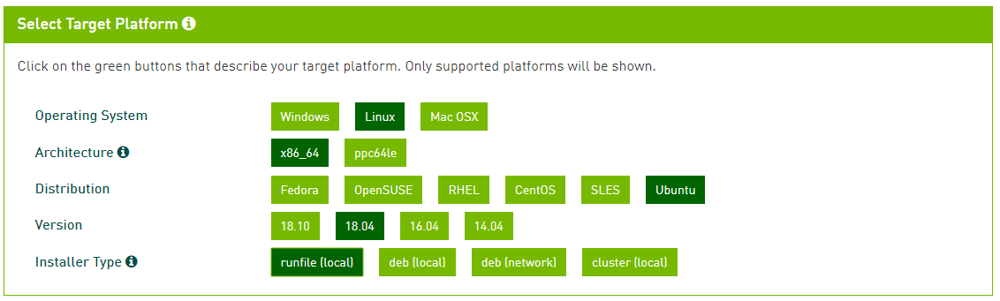 Select Target Platform
Click on the green buttons that describe your target platform. Only supported platforms will be shown.
Operating System Windows Linux Mac OSX
Architecture x86_64 ppc64le
Distribution Fedora OpenSUSE RHEL CentOS SLES Ubuntu
Version 18.10 18.04 16.04 14.04
Installer Type runfile (local) deb (local) deb (network) cluster (local)